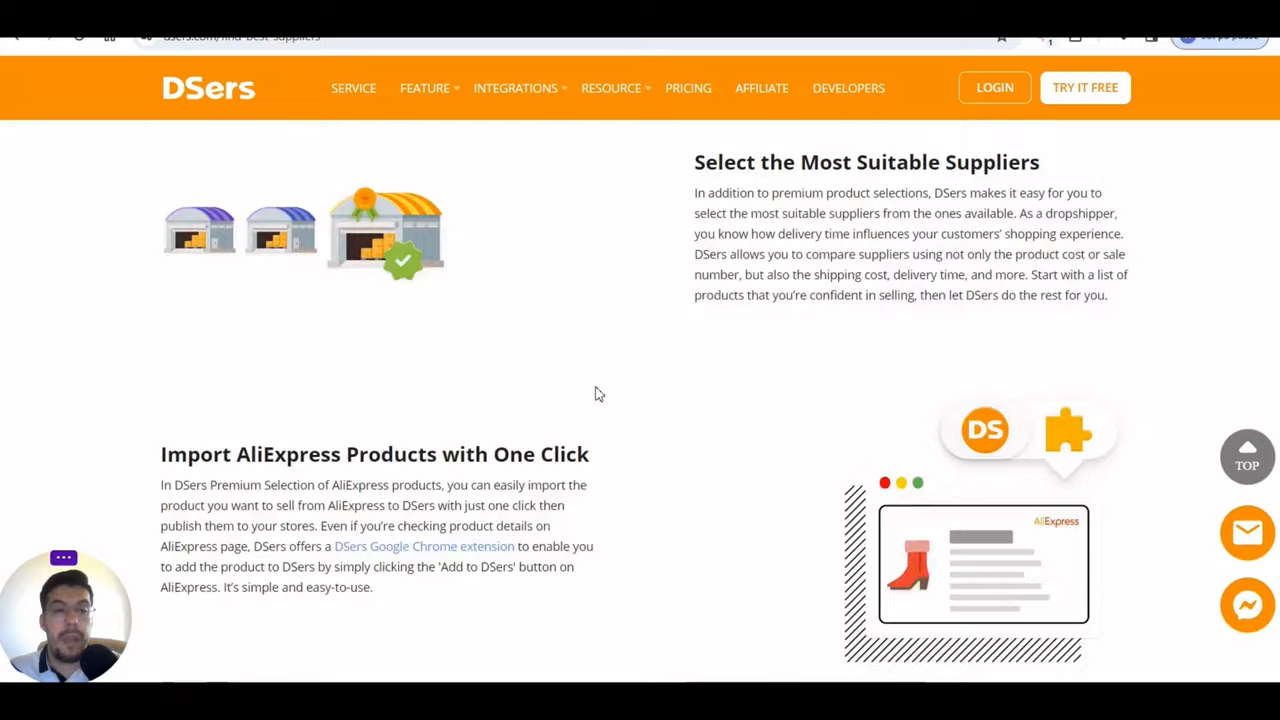 dsers.com/find-best-suppliers
DSers
SERVICE
FEATURE
INTEGRATIONS
RESOURCE
PRICING
AFFILIATE
DEVELOPERS
LOGIN
TRY IT FREE
Select the Most Suitable Suppliers
In addition to premium product selections, DSers makes it easy for you to
select the most suitable suppliers from the ones available. As a dropshipper,
you know how delivery time influences your customers’ shopping experience.
DSers allows you to compare suppliers using not only the product cost or sale
number, but also the shipping cost, delivery time, and more. Start with a list of
products that you’re confident in selling, then let DSers do the rest for you.
Import AliExpress Products with One Click
In DSers Premium Selection of AliExpress products, you can easily import the
product you want to sell from AliExpress to DSers with just one click then
publish them to your stores. Even if you’re checking product details on
AliExpress page, DSers offers a DSers Google Chrome extension to enable you
to add the product to DSers by simply clicking the 'Add to DSers' button on
AliExpress. It’s simple and easy-to-use.
DS
AliExpress
TOP